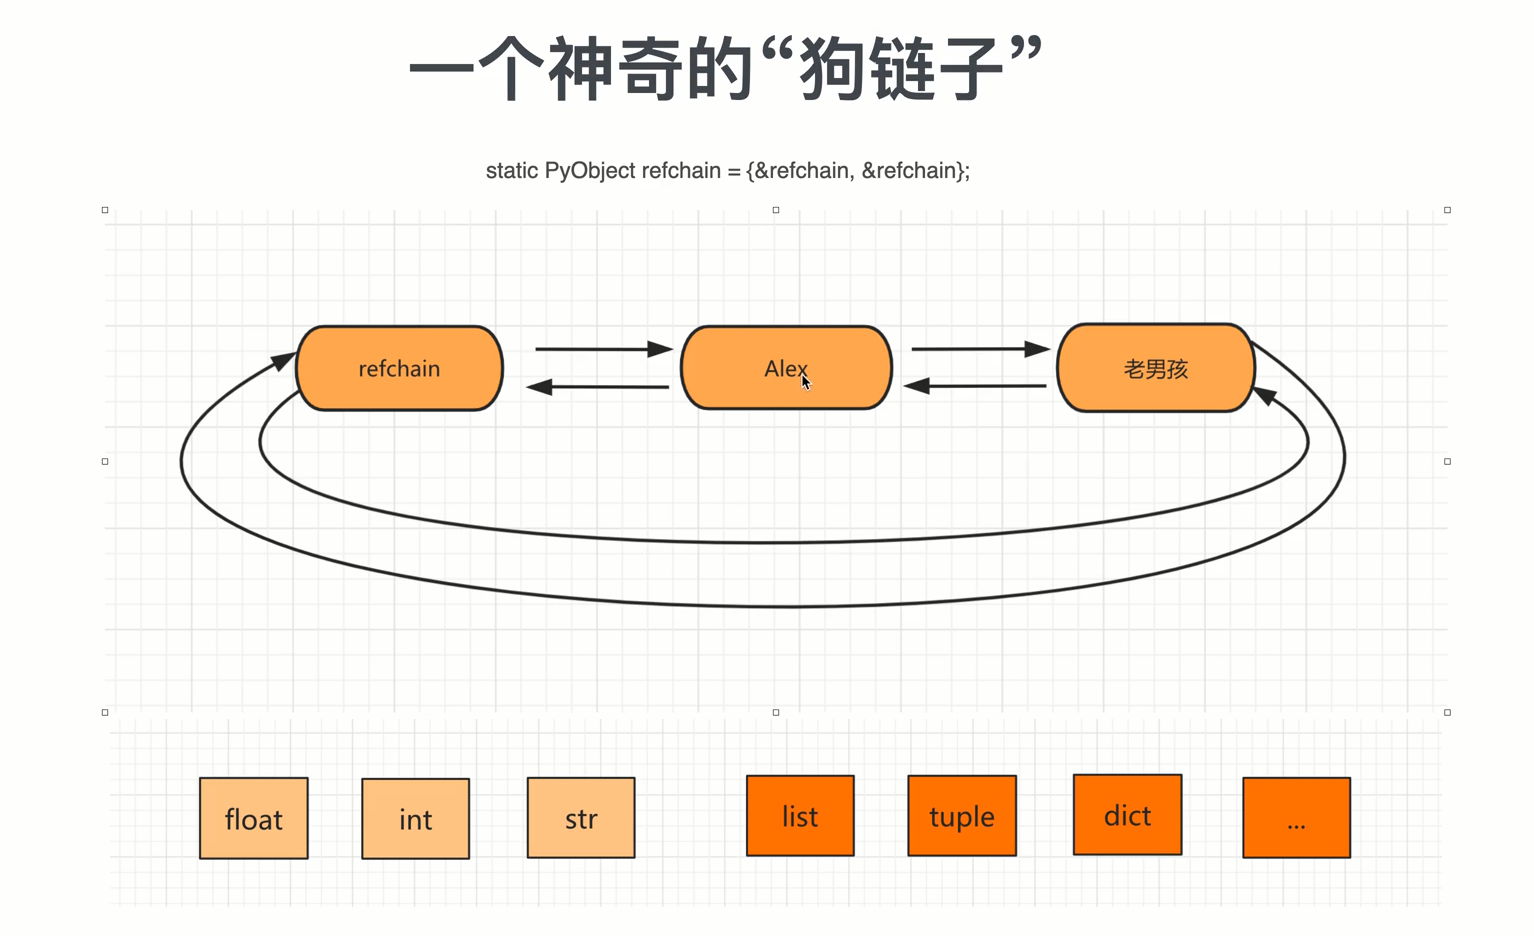 一个神奇的“狗链子”
static PyObject refchain = {&refchain, &refchain};
refchain
Alex
老男孩
float
int
str
list
tuple
dict
...